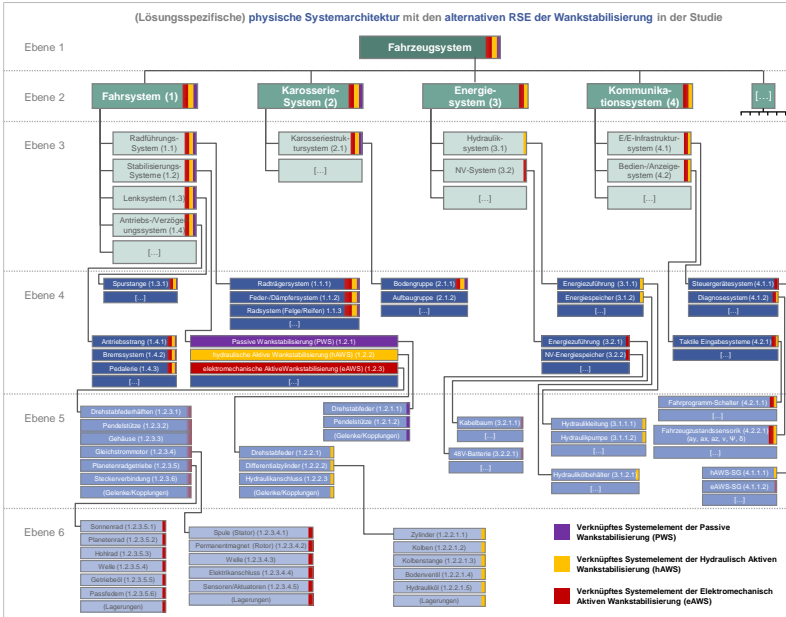 (Lösungsspezifische) physische Systemarchitektur mit den alternativen RSE der Wankstabilisierung in der Studie
Ebene 1
Fahrzeugsystem
Ebene 2
Fahrsystem (1)
Karosserie-
System (2)
Energie-
system (3)
Kommunika-
tionssystem (4)
[…]
Ebene 3
Radführungs-
System (1.1)
Stabilisierungs-
Systeme (1.2)
Lenksystem (1.3)
Antriebs-/Verzöge-
ungssystem (1.4)
[…]
Karosseriestruk-
tursystem (2.1)
[…]
Hydraulik-
system (3.1)
NV-System (3.2)
[…]
E/E-Infrastruktur-
system (4.1)
Bedien-/Anzeige-
system (4.2)
[…]
Ebene 4
Spurstange (1.3.1)
[…]
Antriebsstrang (1.4.1)
Bremssystem (1.4.2)
Pedalerie (1.4.3)
[…]
Radträgersystem (1.1.1)
Feder-/Dämpfersystem (1.1.2)
Radsystem (Felge/Reifen) (1.1.3
[…]
Passive Wankstabilisierung (PWS) (1.2.1)
hydraulische Aktive Wankstabilisierung (hAWS) (1.2.2)
elektromechanische AktiveWankstabilisierung (eAWS) (1.2.3)
[…]
Bodengruppe (2.1.1)
Aufbaugruppe (2.1.2)
[…]
Energiezuführung (3.1.1)
Energiespeicher (3.1.2)
[…]
Energiezuführung (3.2.1)
NV-Energiespeicher (3.2.2)
[…]
Steuergerätesystem (4.1.1)
Diagnosesystem (4.1.2)
[…]
Taktile Eingabesysteme (4.2.1)
[…]
Ebene 5
Drehstabfederhälften (1.2.3.1)
Pendelstütze (1.2.3.2)
Gehäuse (1.2.3.3)
Gleichstrommotor (1.2.3.4)
Planetenradgetriebe (1.2.3.5)
Steckerverbindung (1.2.3.6)
(Gelenke/Kopplungen)
Drehstabfeder (1.2.2.1)
Differentialzylinder (1.2.2.2)
Hydraulikanschluss (1.2.2.3
(Gelenke/Kopplungen)
Drehstabfeder (1.2.1.1)
Pendelstütze (1.2.1.2)
(Gelenke/Kopplungen)
Kabelbaum (3.2.1.1)
[…]
48V-Batterie (3.2.2.1)
[…]
Hydraulikleitung (3.1.1.1)
Hydraulikpumpe (3.1.1.2)
[…]
Hydraulikölbehälter (3.1.2.1)
[…]
Fahrprogramm-Schalter (4.2.1.1)
[…]
Fahrzeugzustandssensorik (4.2.2.1)
(ay, ax, az, v, Ψ, δ)
[…]
hAWS-SG (4.1.1.1)
eAWS-SG (4.1.1.2)
[…]
Ebene 6
Sonnenrad (1.2.3.5.1)
Planetenrad (1.2.3.5.2)
Hohlrad (1.2.3.5.3)
Welle (1.2.3.5.4)
Getriebeöl (1.2.3.5.5)
Passfedern (1.2.3.5.6)
(Lagerungen)
Spule (Stator) (1.2.3.4.1)
Permanentmagnet (Rotor) (1.2.3.4.2)
Welle (1.2.3.4.3)
Elektrikanschluss (1.2.3.4.4)
Sensoren/Aktuatoren (1.2.3.4.5)
(Lagerungen)
Zylinder (1.2.2.1.1)
Kolben (1.2.2.1.2)
Kolbenstange (1.2.2.1.3)
Bodenventil (1.2.2.1.4)
Hydrauliköl (1.2.2.1.5)
(Lagerungen)
Verknüpftes Systemelement der Passive
Wankstabilisierung (PWS)
Verknüpftes Systemelement der Hydraulisch Aktiven
Wankstabilisierung (hAWS)
Verknüpftes Systemelement der Elektromechanisch
Aktiven Wankstabilisierung (eAWS)